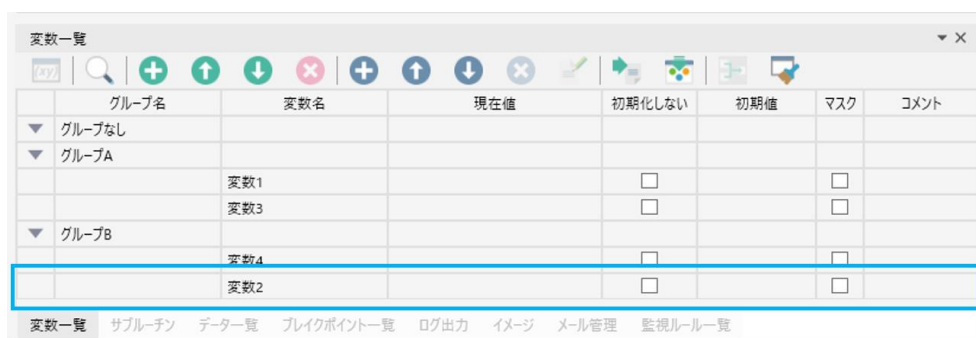 変数一覧
グループ名 変数名 現在値 初期化しない 初期値 マスク コメント
グループなし
グループA
変数1
変数3
グループB
変数4
変数2
変数一覧 サブルーチン データ一覧 ブレイクポイント一覧 ログ出力 イメージ メール管理 監視ルール一覧